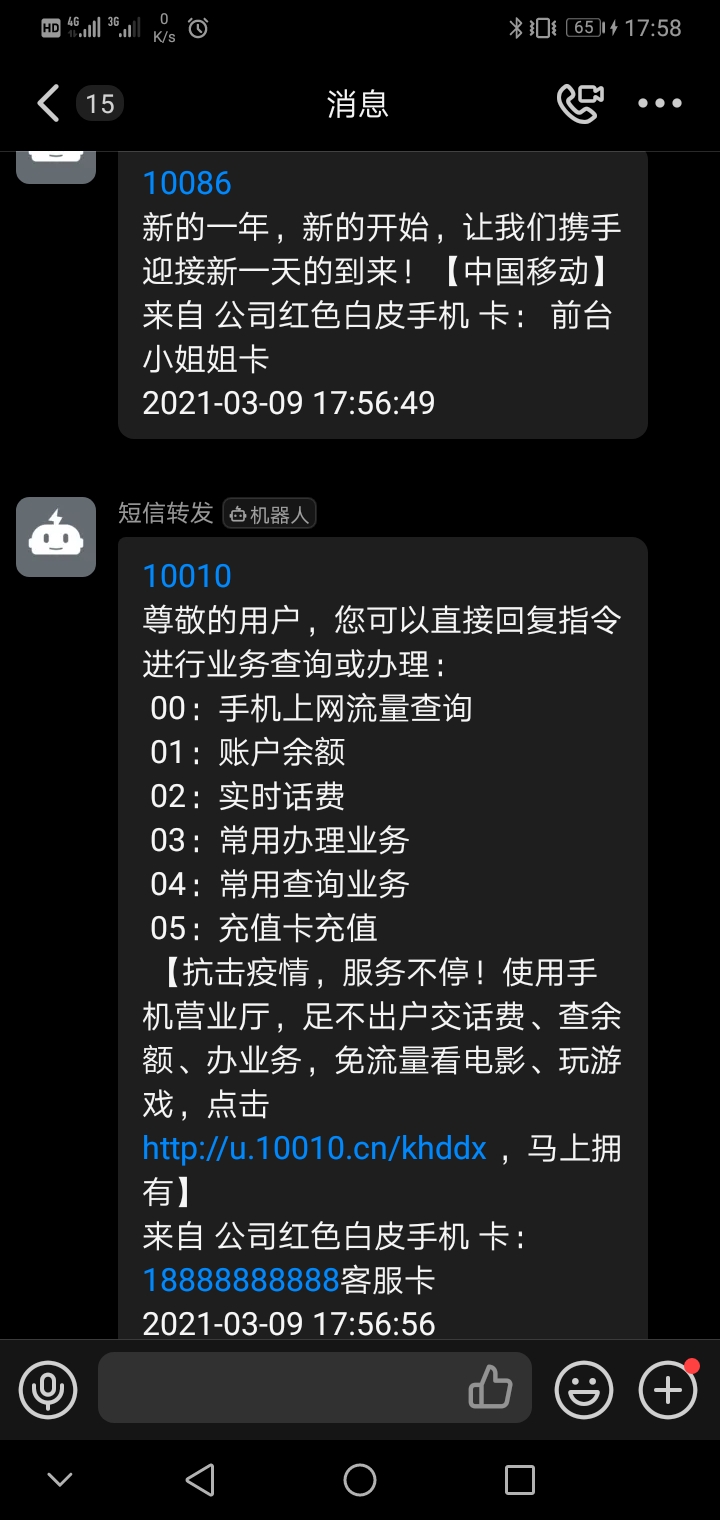 HD 4G 3G 0 K/s 65 17:58
15 消息
10086
新的一年，新的开始，让我们携手
迎接新一天的到来！【中国移动】
来自 公司红色白皮手机 卡： 前台
小姐姐卡
2021-03-09 17:56:49
短信转发 机器人
10010
尊敬的用户，您可以直接回复指令
进行业务查询或办理：
00：手机上网流量查询
01：账户余额
02：实时话费
03：常用办理业务
04：常用查询业务
05：充值卡充值
【抗击疫情，服务不停！使用手
机营业厅，足不出户交话费、查余
额、办业务，免流量看电影、玩游
戏，点击
http://u.10010.cn/khddx ，马上拥
有】
来自 公司红色白皮手机 卡：
18888888888客服卡
2021-03-09 17:56:56